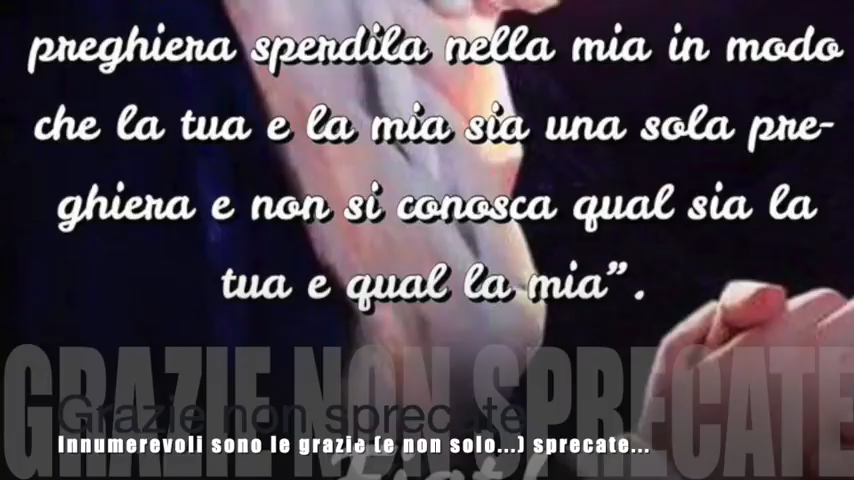 preghiera sperdila nella mia in modo
che la tua e la mia sia una sola pre-
ghiera e non si conosca qual sia la
tua e qual la mia”.
GRAZIE NON SPRECATE
Grazie non sprecate
Innumerevoli sono le grazie (e non solo...) sprecate...